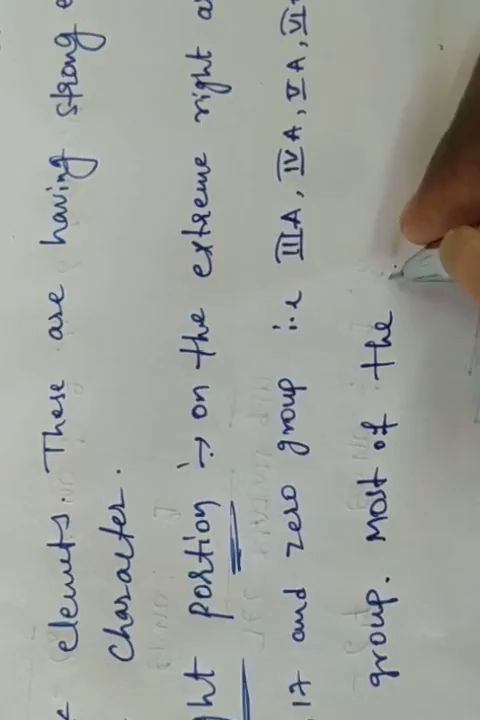 elements. These are having strong
character.
portion :→ on the extreme right
17 and zero group i.e IIIA, IVA, VA, VI
group. Most of the